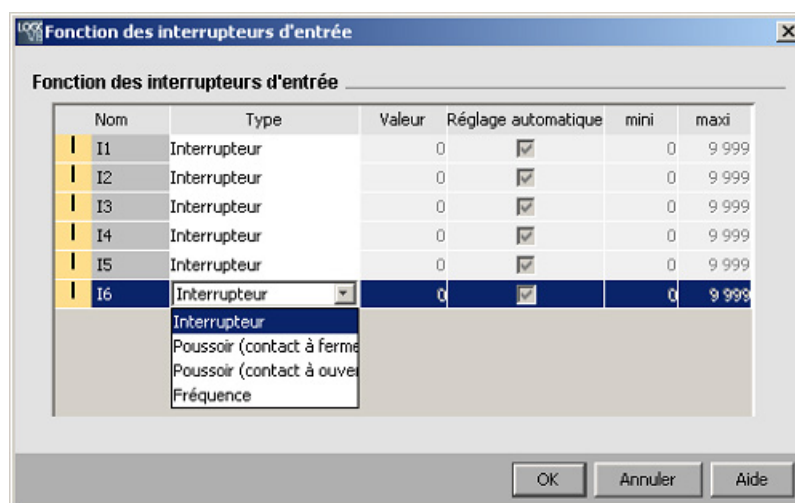 Fonction des interrupteurs d'entrée
Fonction des interrupteurs d'entrée
Nom Type Valeur Réglage automatique mini maxi
I I1 Interrupteur 0 0 9 999
I I2 Interrupteur 0 0 9 999
I I3 Interrupteur 0 0 9 999
I I4 Interrupteur 0 0 9 999
I I5 Interrupteur 0 0 9 999
I I6 Interrupteur 0 0 9 999
Interrupteur
Poussoir (contact à ferme
Poussoir (contact à ouver
Fréquence
OK Annuler Aide